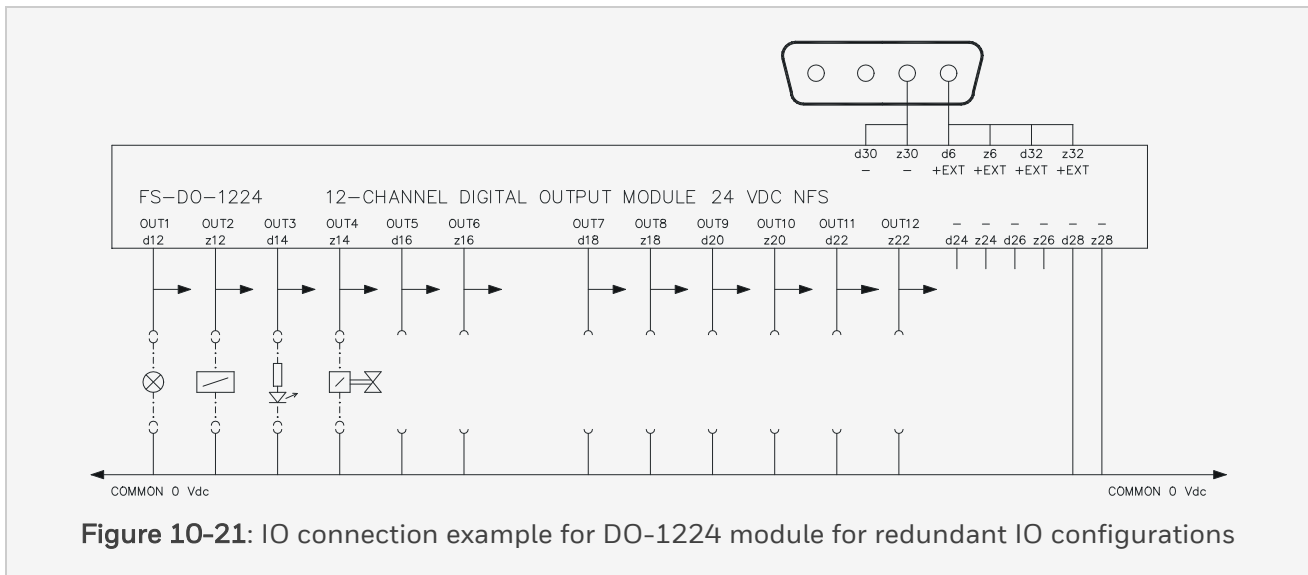 d30 z30 d6 z6 d32 z32
– – +EXT +EXT +EXT +EXT
FS–DO–1224 12–CHANNEL DIGITAL OUTPUT MODULE 24 VDC NFS
OUT1 OUT2 OUT3 OUT4 OUT5 OUT6 OUT7 OUT8 OUT9 OUT10 OUT11 OUT12 – – – – – –
d12 z12 d14 z14 d16 z16 d18 z18 d20 z20 d22 z22 d24 z24 d26 z26 d28 z28
COMMON 0 Vdc COMMON 0 Vdc
Figure 10-21: IO connection example for DO-1224 module for redundant IO configurations